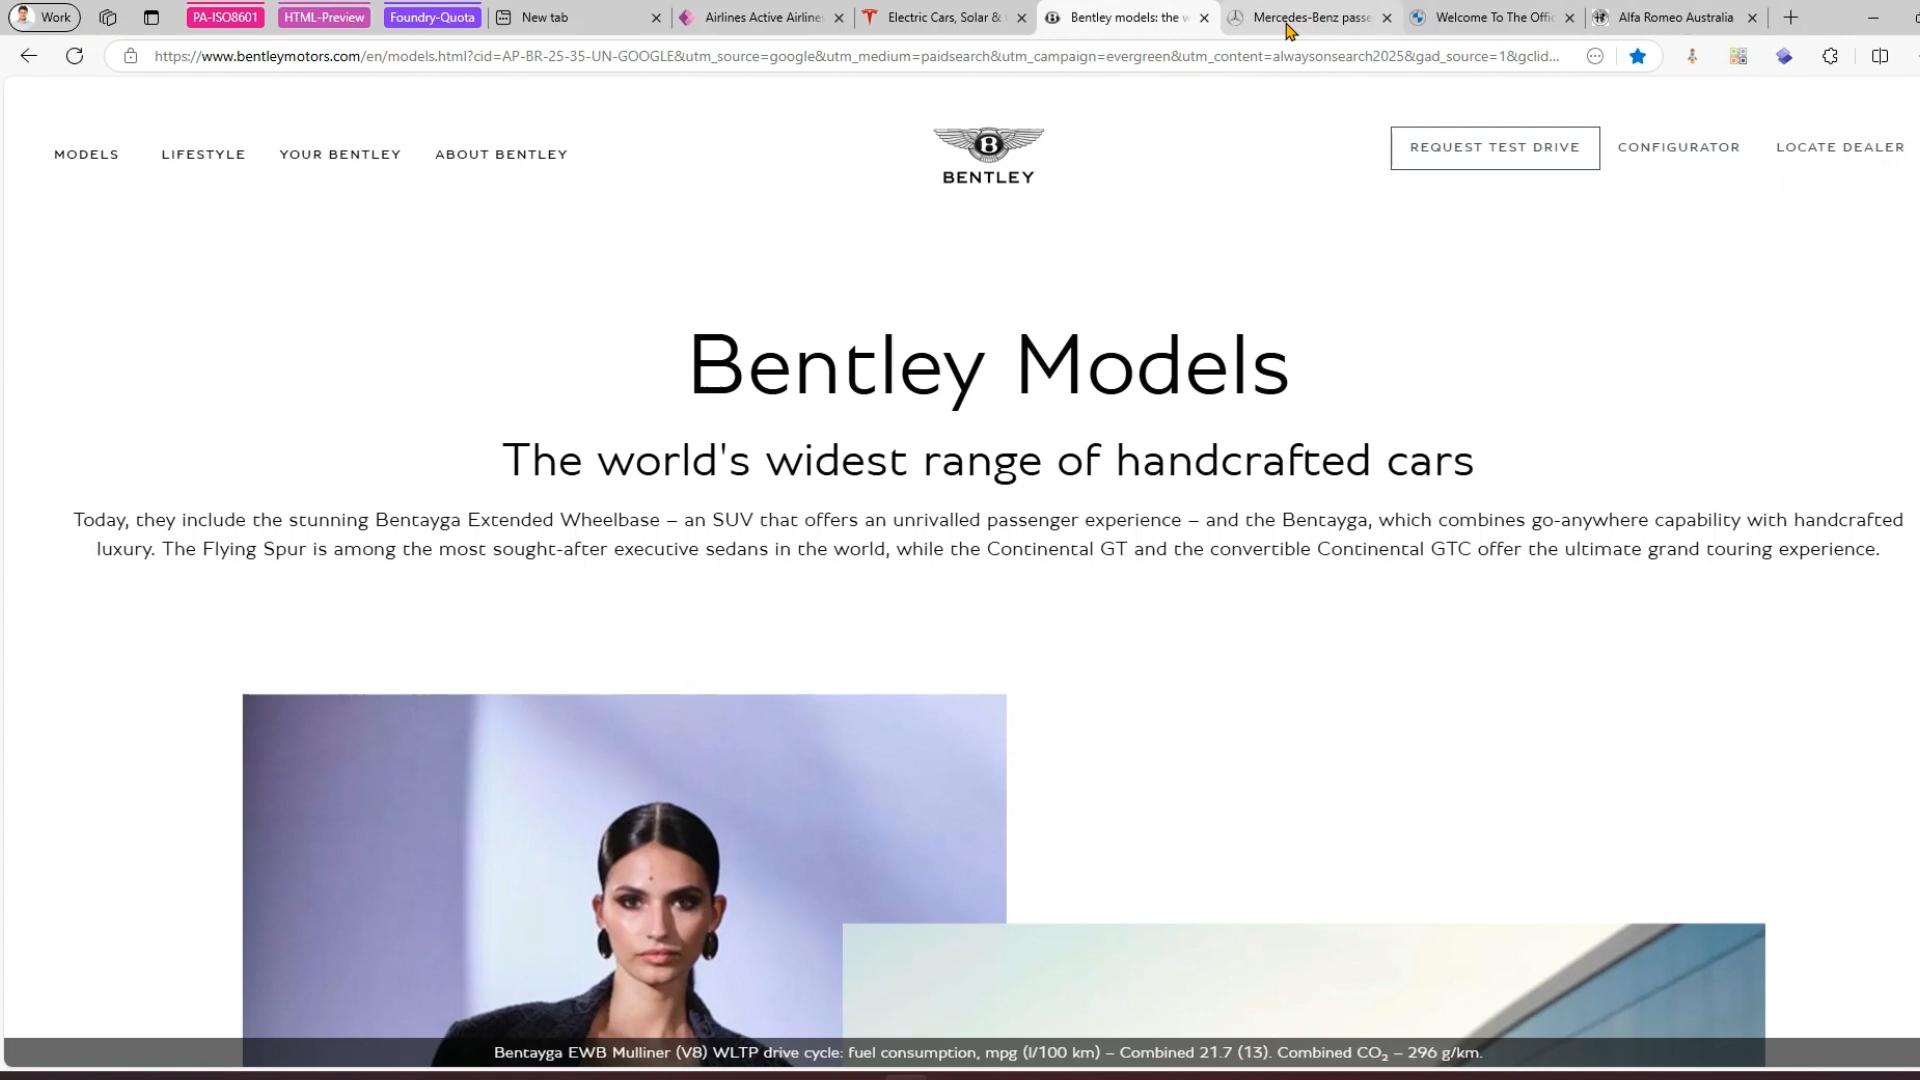 Work
PA-ISO8601
HTML-Preview
Foundry-Quota
New tab
Airlines Active Airline
Electric Cars, Solar &
Bentley models: the w
Mercedes-Benz passe
Welcome To The Offic
Alfa Romeo Australia
https://www.bentleymotors.com/en/models.html?cid=AP-BR-25-35-UN-GOOGLE&utm_source=google&utm_medium=paidsearch&utm_campaign=evergreen&utm_content=alwaysonsearch2025&gad_source=1&gclid...
MODELS
LIFESTYLE
YOUR BENTLEY
ABOUT BENTLEY
B
BENTLEY
REQUEST TEST DRIVE
CONFIGURATOR
LOCATE DEALER
Bentley Models
The world's widest range of handcrafted cars
Today, they include the stunning Bentayga Extended Wheelbase – an SUV that offers an unrivalled passenger experience – and the Bentayga, which combines go-anywhere capability with handcrafted
luxury. The Flying Spur is among the most sought-after executive sedans in the world, while the Continental GT and the convertible Continental GTC offer the ultimate grand touring experience.
Bentayga EWB Mulliner (V8) WLTP drive cycle: fuel consumption, mpg (l/100 km) – Combined 21.7 (13). Combined CO₂ – 296 g/km.